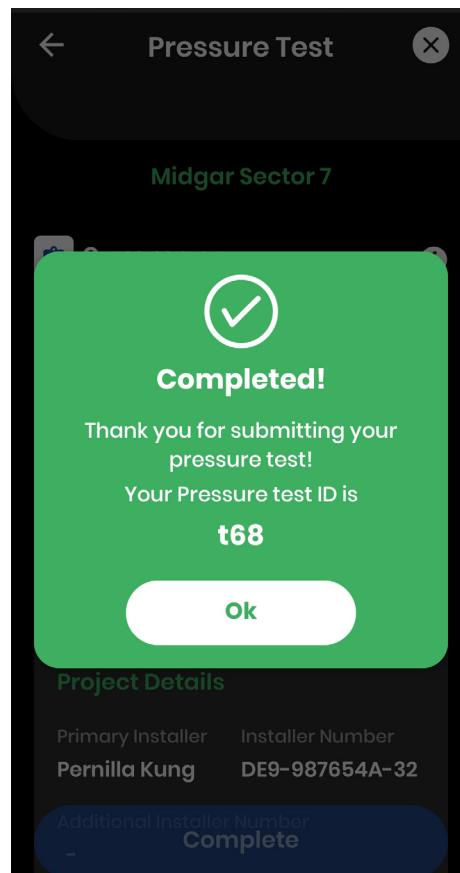 Pressure Test
Midgar Sector 7
Completed!
Thank you for submitting your
pressure test!
Your Pressure test ID is
t68
Ok
Project Details
Primary Installer Installer Number
Pernilla Kung DE9-987654A-32
Additional Installer Number
-
Complete